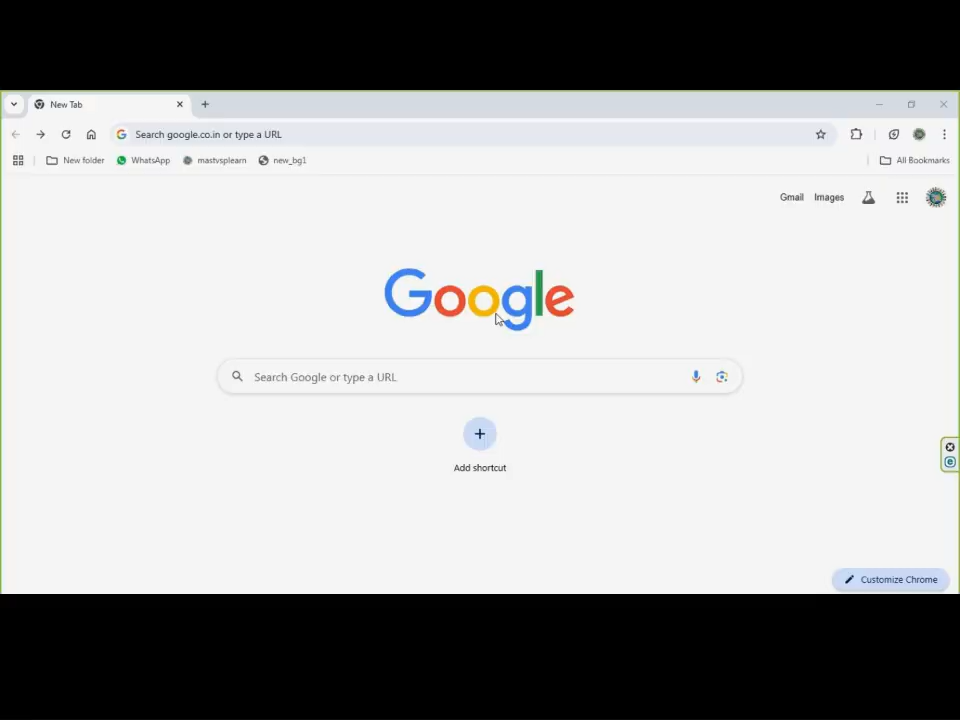 New Tab
Search google.co.in or type a URL
New folder WhatsApp mastvsplearn new_bg1 All Bookmarks
Gmail Images
Google
Search Google or type a URL
Add shortcut
Customize Chrome